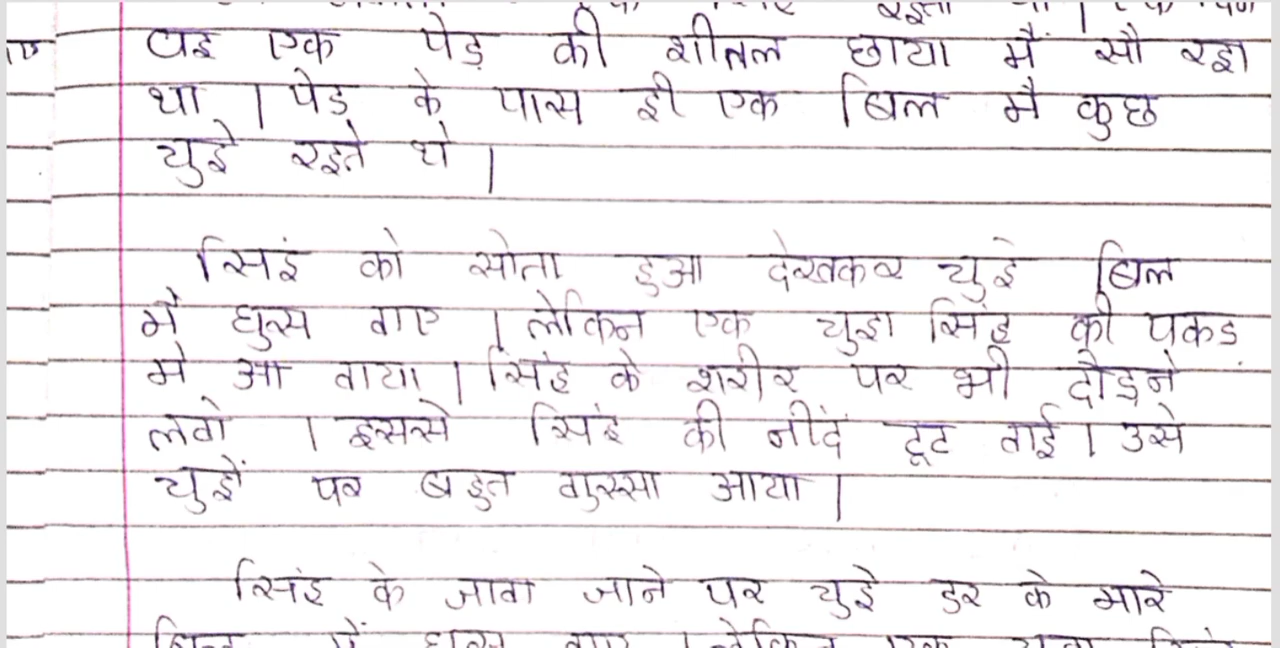 वह एक पेड़ की शीतल छाया मैं सौ रहा
था । पेड़ के पास ही एक बिल मै कुछ
चुहे रहते थे ।
सिहं को सोता हुआ देखकर चुहे बिल
मै घुस गए । लेकिन एक चुहा सिंह की पकड़
मे आ गाया । सिंह के शरीर पर भी दौड़ने
लगे । इससे सिहं की नींद टूट गई । उसे
चुहों पर बहुत गुस्सा आया ।
सिंह के जाग जाने पर चुहे डर के मारे